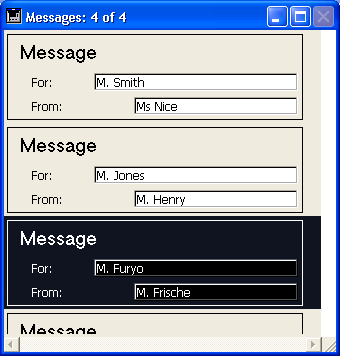 Messages: 4 of 4
Message
For: M. Smith
From: Ms Nice
Message
For: M. Jones
From: M. Henry
Message
For: M. Furyo
From: M. Frische
Message